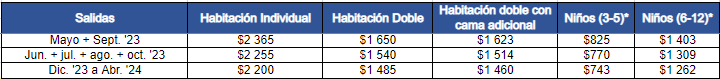 Salidas Habitación Individual Habitación Doble Habitación doble con cama adicional Niños (3-5)* Niños (6-12)*
Mayo + Sept. '23 $2 365 $1 650 $1 623 $825 $1 403
Jun. + jul. + ago. + oct. '23 $2 255 $1 540 $1 514 $770 $1 309
Dic. '23 a Abr. '24 $2 200 $1 485 $1 460 $743 $1 262